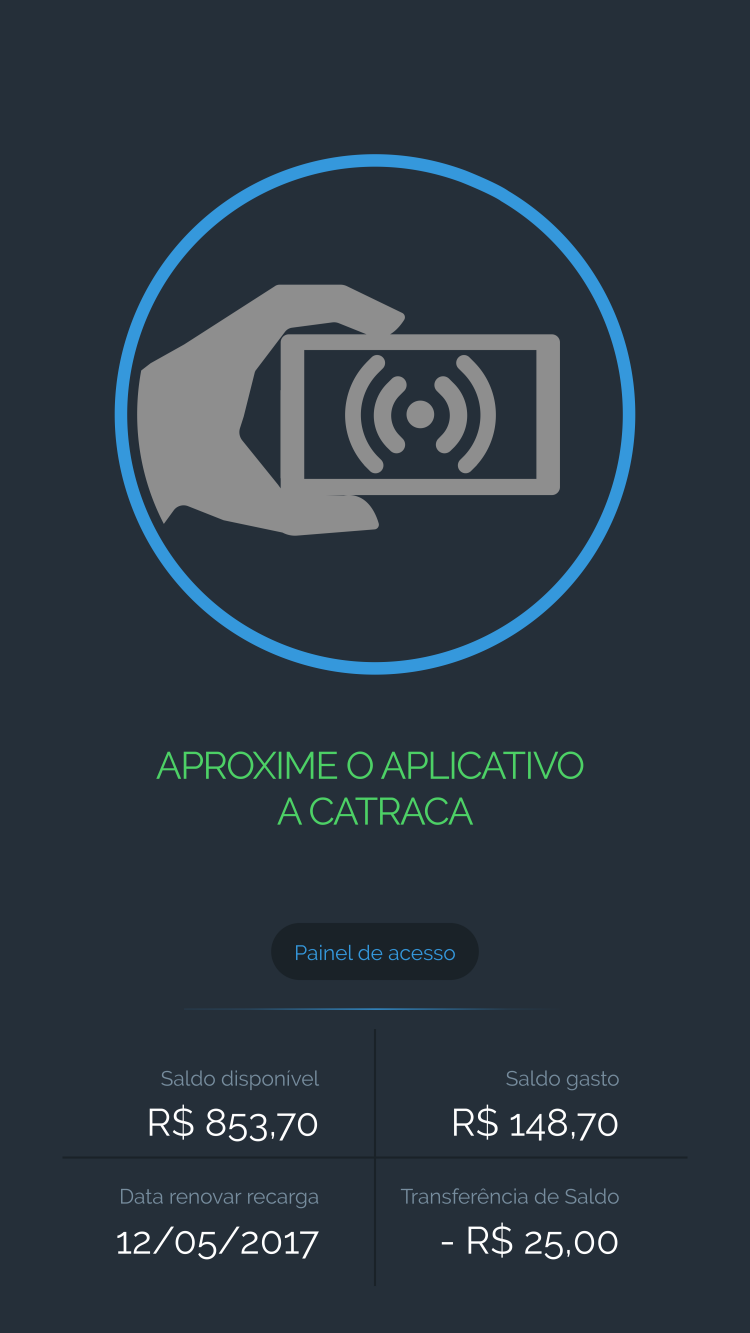 APROXIME O APLICATIVO
A CATRACA
Painel de acesso
Saldo disponível
R$ 853,70
Saldo gasto
R$ 148,70
Data renovar recarga
12/05/2017
Transferência de Saldo
- R$ 25,00